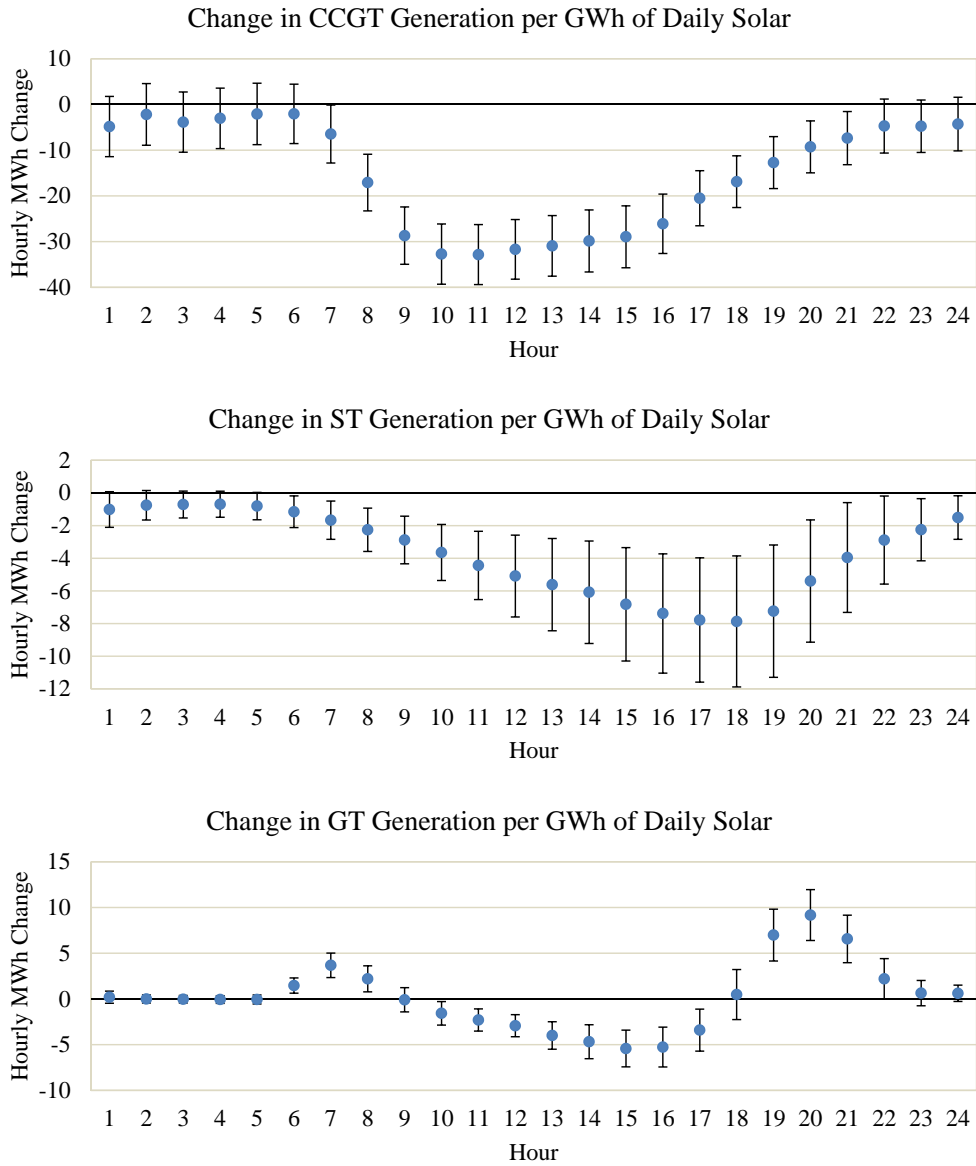 Change in CCGT Generation per GWh of Daily Solar
Hourly MWh Change
10
0
-10
-20
-30
-40
1 2 3 4 5 6 7 8 9 10 11 12 13 14 15 16 17 18 19 20 21 22 23 24
Hour
Change in ST Generation per GWh of Daily Solar
Hourly MWh Change
2
0
-2
-4
-6
-8
-10
-12
1 2 3 4 5 6 7 8 9 10 11 12 13 14 15 16 17 18 19 20 21 22 23 24
Hour
Change in GT Generation per GWh of Daily Solar
Hourly MWh Change
15
10
5
0
-5
-10
1 2 3 4 5 6 7 8 9 10 11 12 13 14 15 16 17 18 19 20 21 22 23 24
Hour